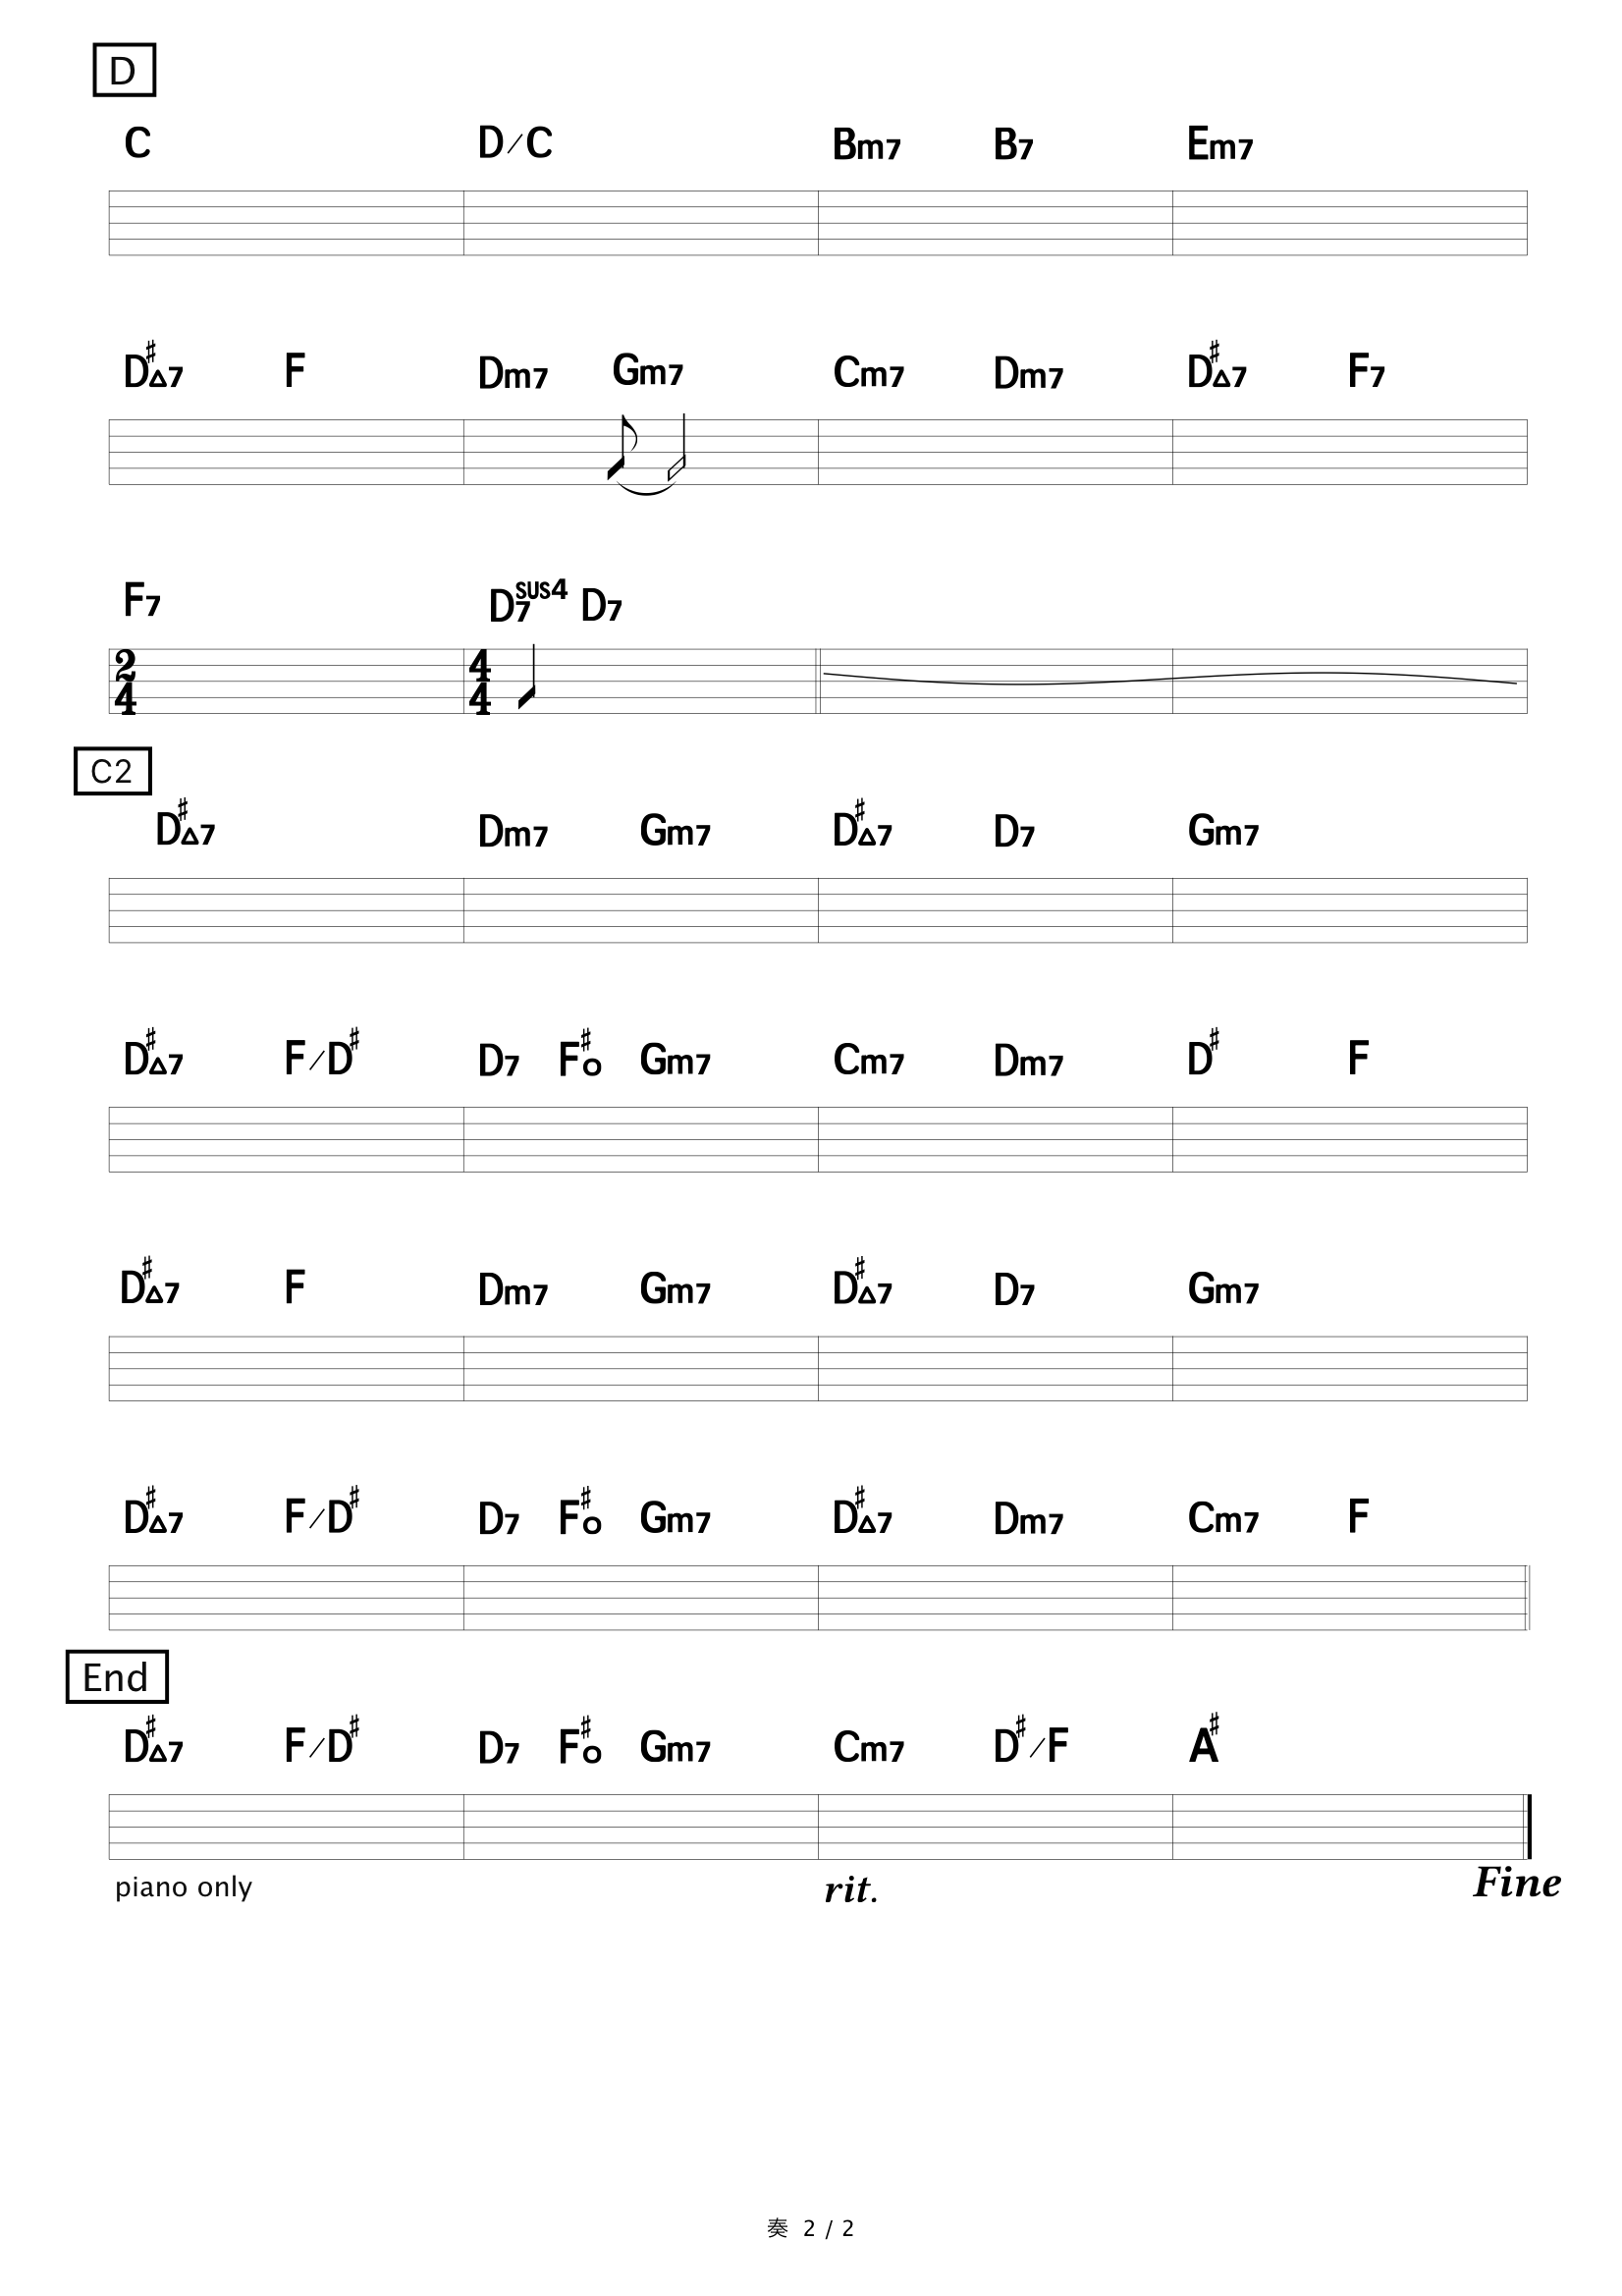 D
C D/C Bm7 B7 Em7
D♯△7 F Dm7 Gm7 Cm7 Dm7 D♯△7 F7
F7 D7sus4 D7
2/4 4/4
C2
D♯△7 Dm7 Gm7 D♯△7 D7 Gm7
D♯△7 F/D♯ D7 F♯o Gm7 Cm7 Dm7 D♯ F
D♯△7 F Dm7 Gm7 D♯△7 D7 Gm7
D♯△7 F/D♯ D7 F♯o Gm7 D♯△7 Dm7 Cm7 F
End
D♯△7 F/D♯ D7 F♯o Gm7 Cm7 D♯/F A♯
piano only rit. Fine
奏 2 / 2